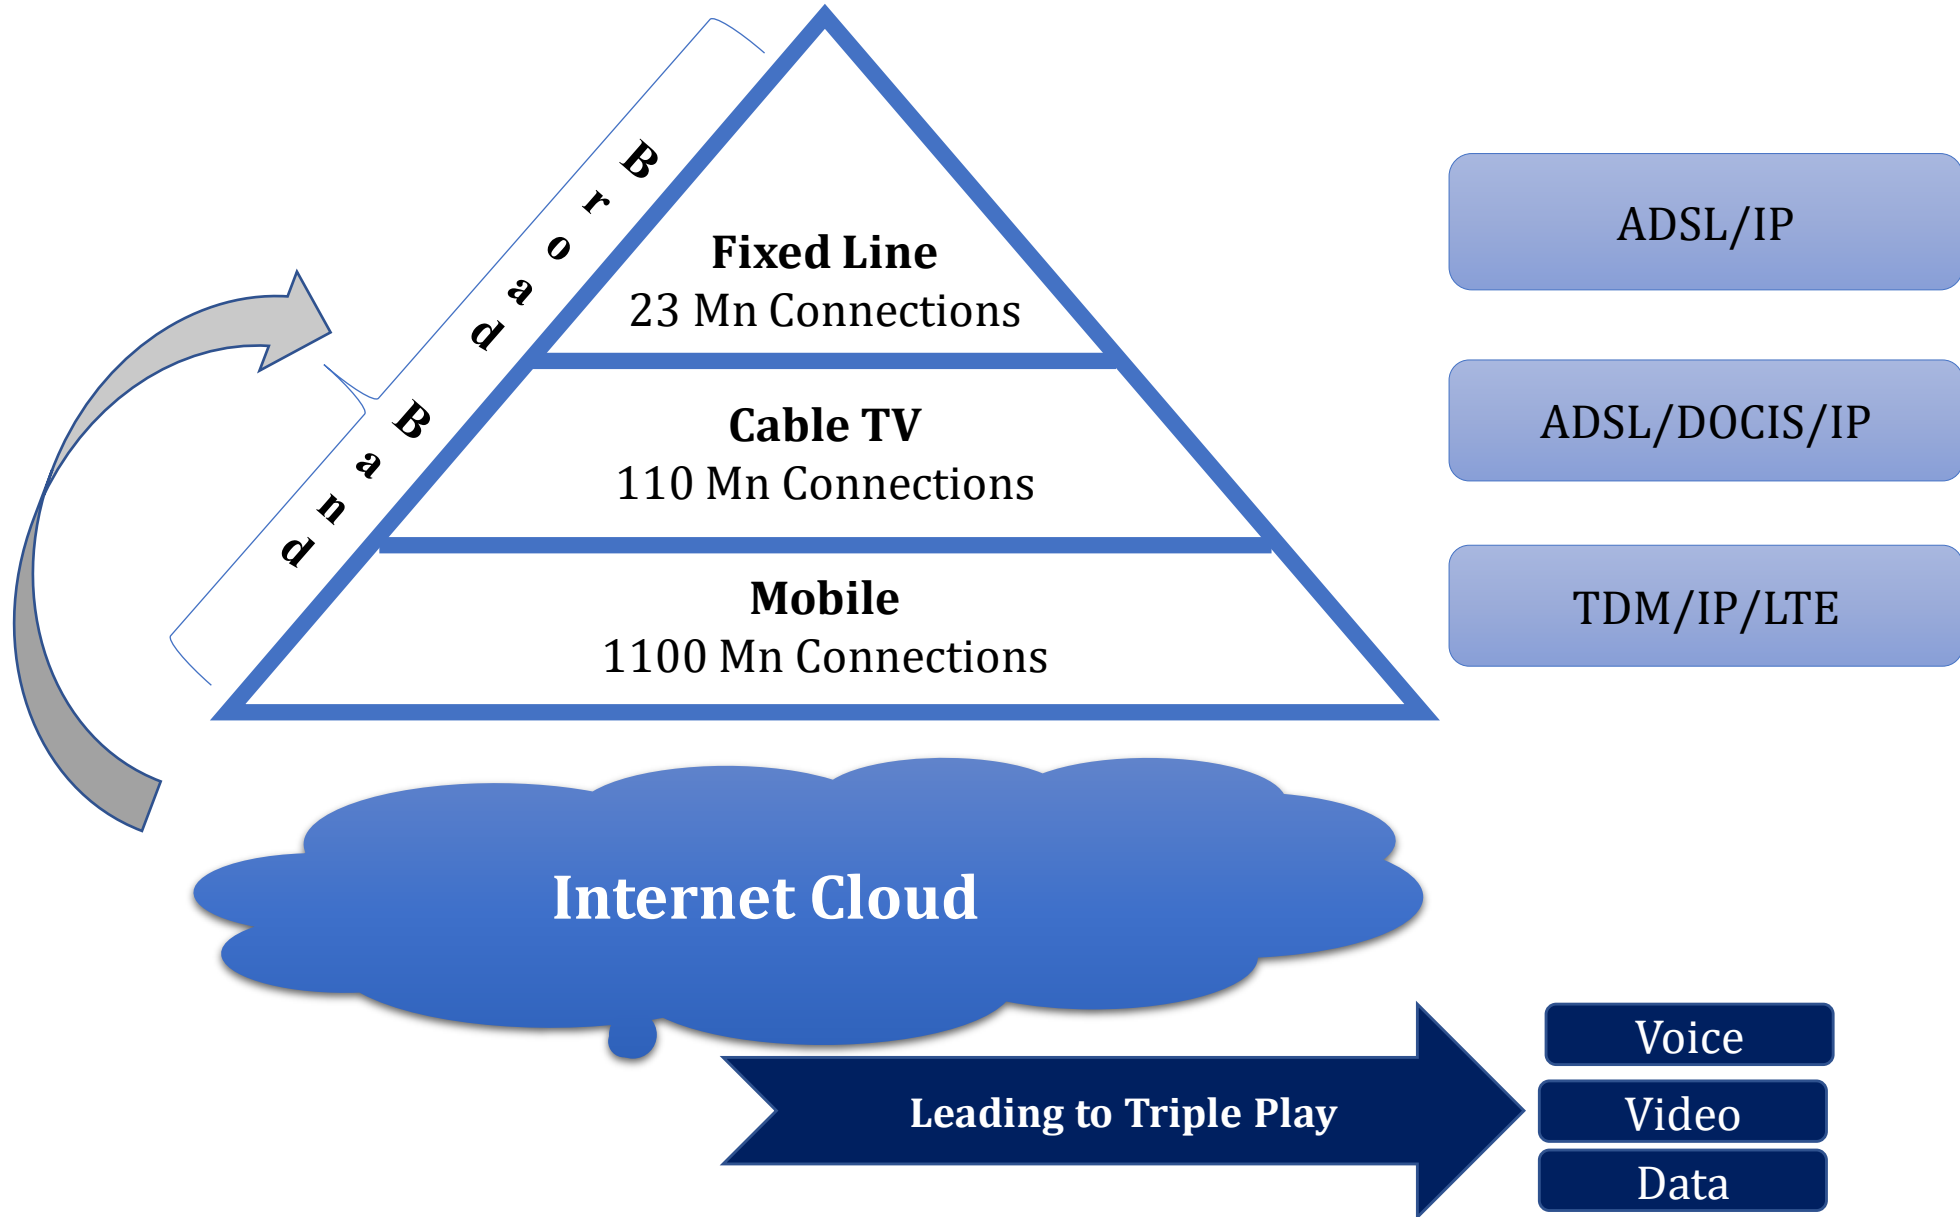 Broad Band
Fixed Line
23 Mn Connections
ADSL/IP
Cable TV
110 Mn Connections
ADSL/DOCIS/IP
Mobile
1100 Mn Connections
TDM/IP/LTE
Internet Cloud
Leading to Triple Play
Voice
Video
Data